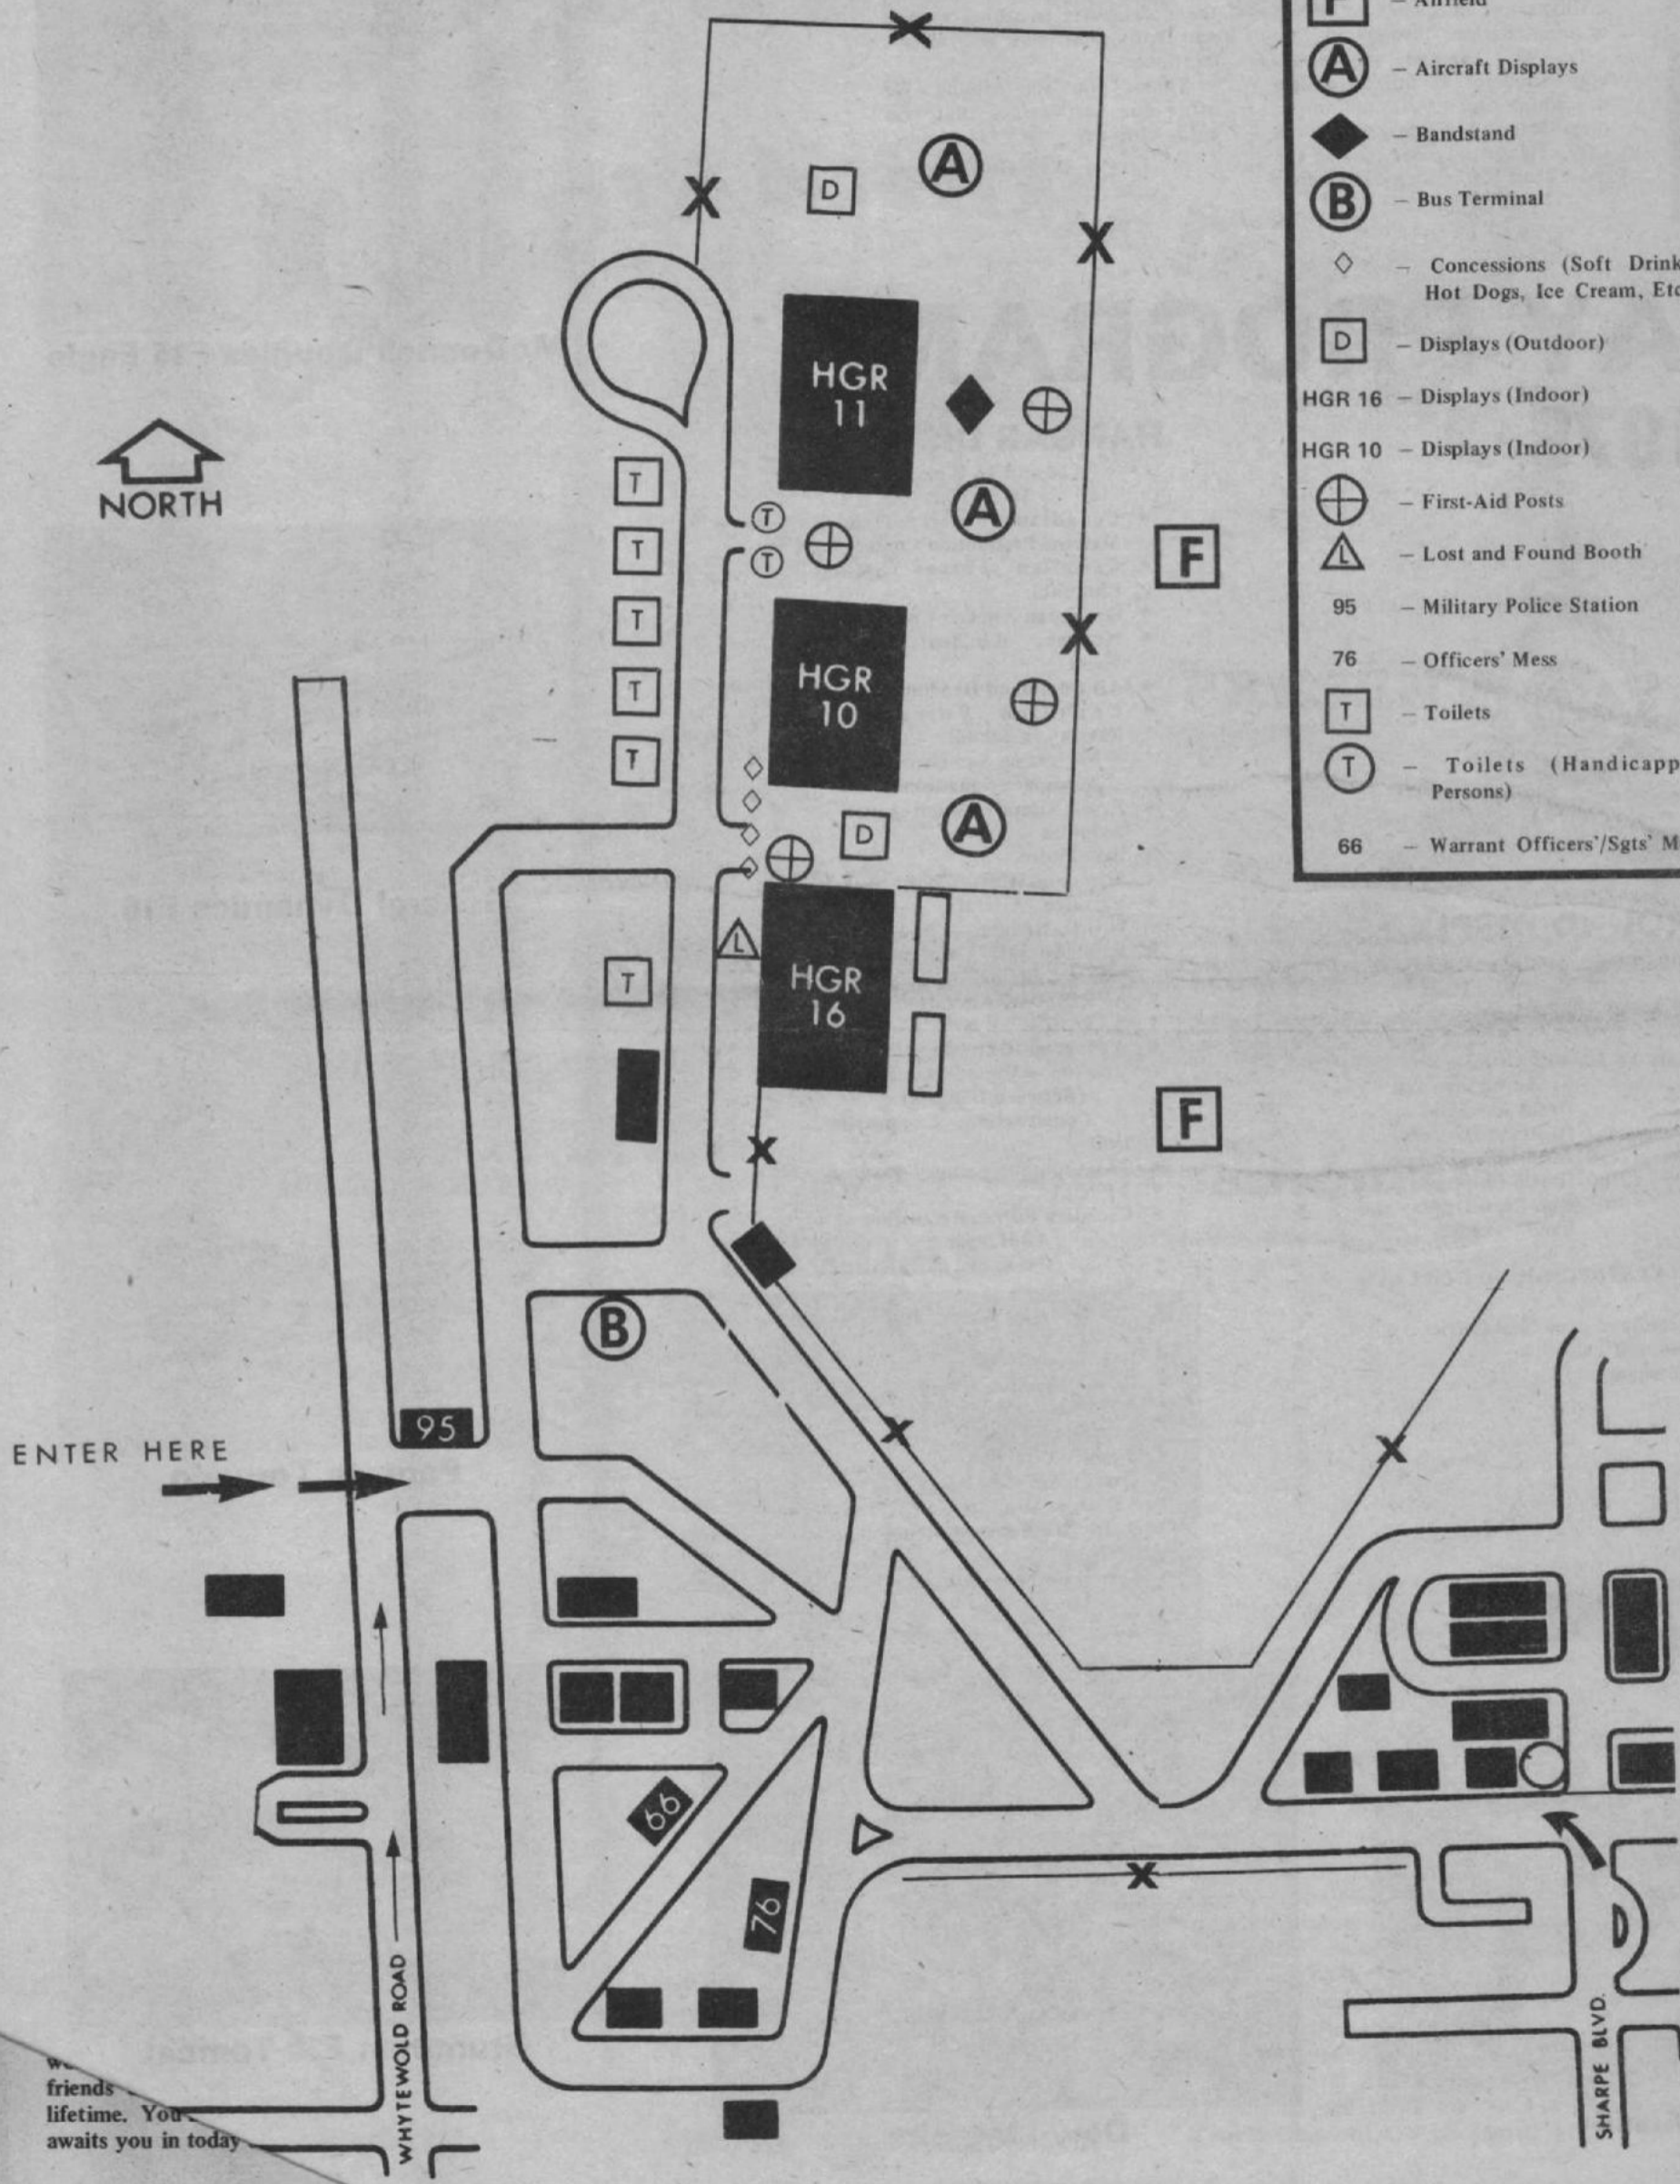 Airfield
A – Aircraft Displays
– Bandstand
B – Bus Terminal
– Concessions (Soft Drink
Hot Dogs, Ice Cream, Etc
D – Displays (Outdoor)
HGR 16 – Displays (Indoor)
HGR 10 – Displays (Indoor)
– First-Aid Posts
L – Lost and Found Booth
95 – Military Police Station
76 – Officers' Mess
T – Toilets
T – Toilets (Handicapp
Persons)
66 – Warrant Officers'/Sgts' M
X
A
D
X
X
HGR
11
NORTH
T
A
T
T
F
T
T
X
HGR
10
T
T
T
D
A
L
HGR
16
T
F
X
B
95
X
X
ENTER HERE
66
X
76
WHYTEWOLD ROAD
SHARPE BLVD.
friends
lifetime. You
awaits you in today